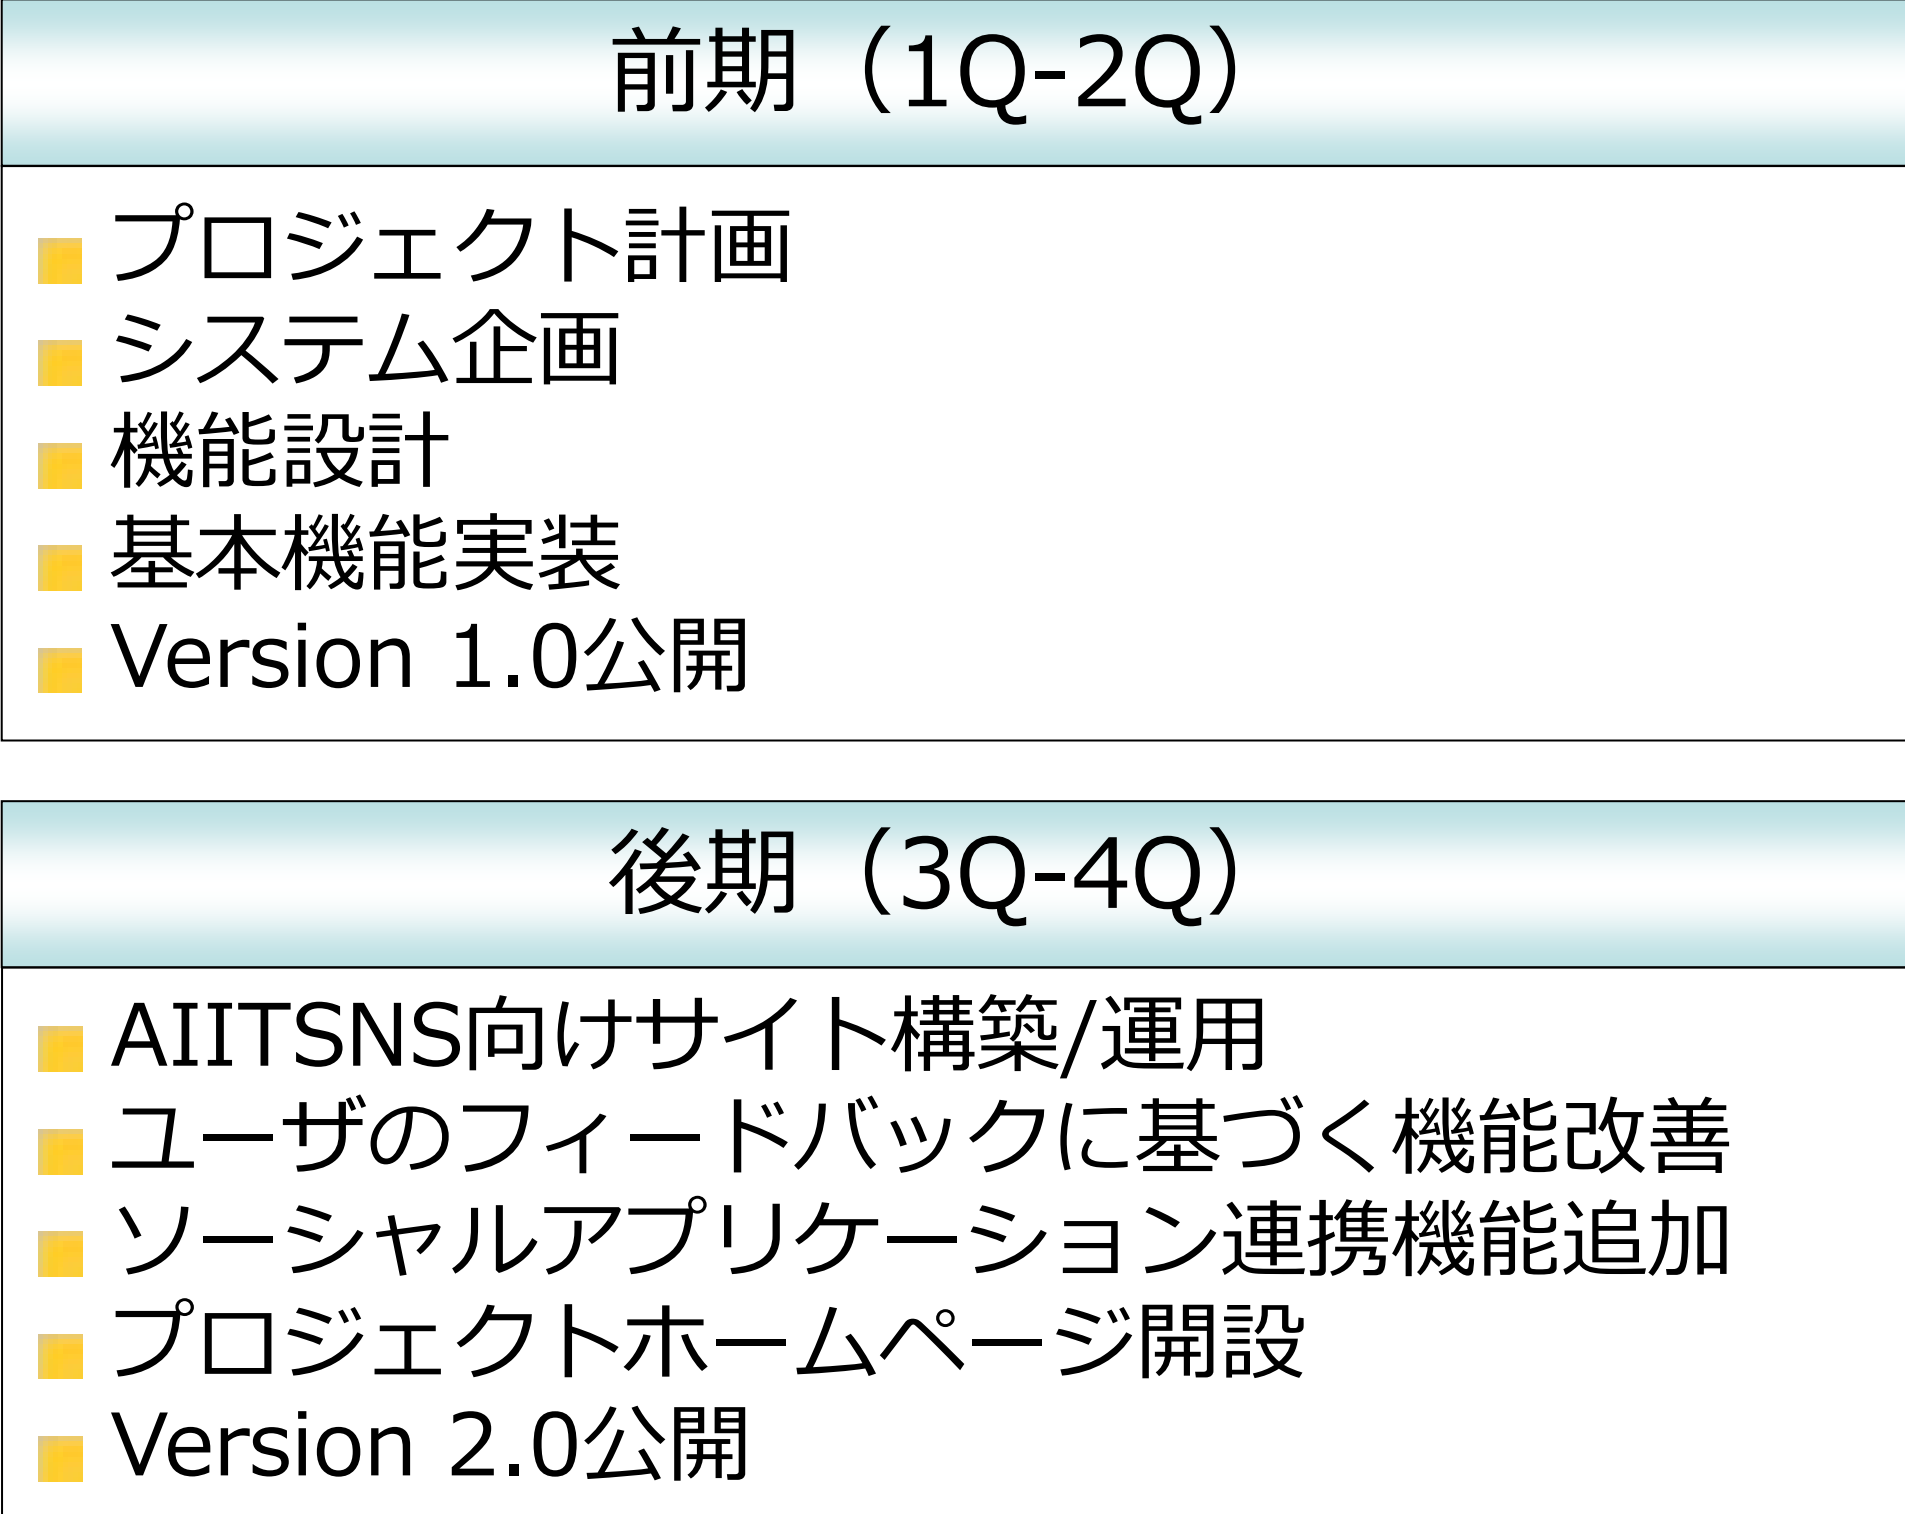 前期（1Q-2Q）
プロジェクト計画
システム企画
機能設計
基本機能実装
Version 1.0公開
後期（3Q-4Q）
AIITSNS向けサイト構築/運用
ユーザのフィードバックに基づく機能改善
ソーシャルアプリケーション連携機能追加
プロジェクトホームページ開設
Version 2.0公開